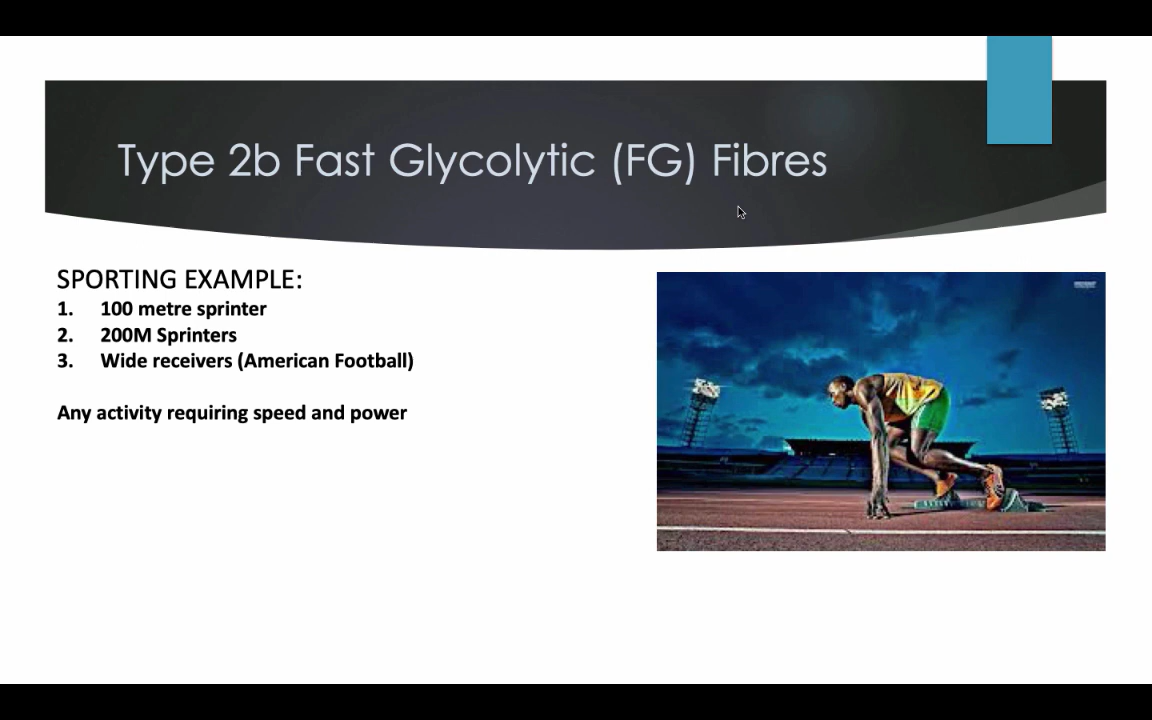 Type 2b Fast Glycolytic (FG) Fibres
SPORTING EXAMPLE:
1. 100 metre sprinter
2. 200M Sprinters
3. Wide receivers (American Football)
Any activity requiring speed and power